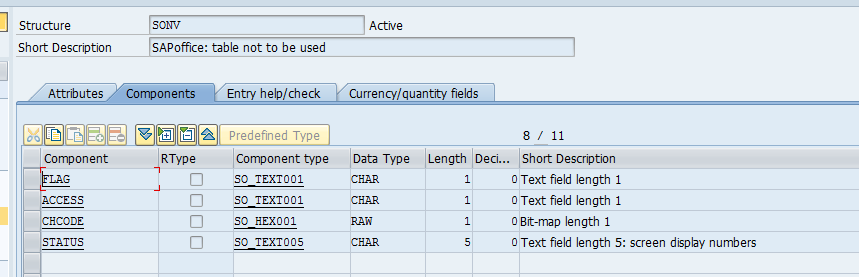 Structure SONV Active
Short Description SAPoffice: table not to be used
Attributes Components Entry help/check Currency/quantity fields
Predefined Type 8 / 11
Component RType Component type Data Type Length Deci... Short Description
FLAG SO_TEXT001 CHAR 1 0 Text field length 1
ACCESS SO_TEXT001 CHAR 1 0 Text field length 1
CHCODE SO_HEX001 RAW 1 0 Bit-map length 1
STATUS SO_TEXT005 CHAR 5 0 Text field length 5: screen display numbers